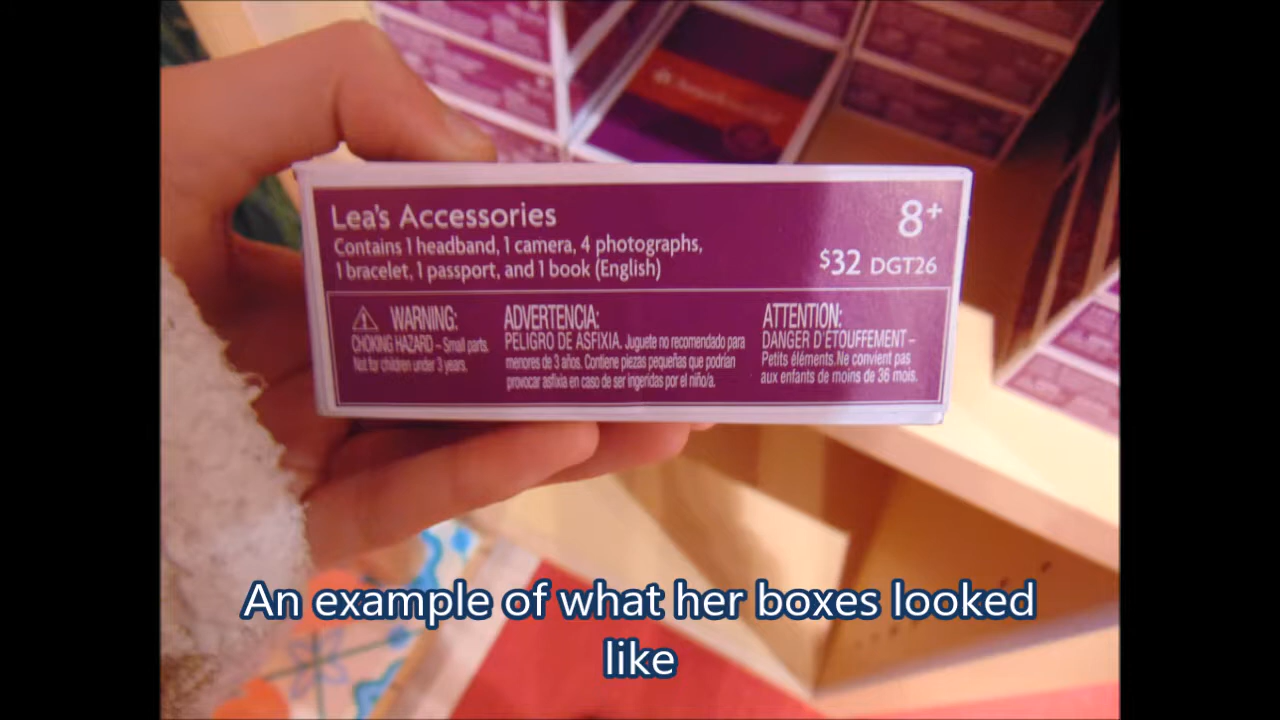 Lea's Accessories
8+
Contains 1 headband, 1 camera, 4 photographs,
1 bracelet, 1 passport, and 1 book (English)
$32 DGT26
WARNING:
CHOKING HAZARD – Small parts.
Not for children under 3 years.
ADVERTENCIA:
PELIGRO DE ASFIXIA. Juguete no recomendado para
menores de 3 años. Contiene piezas pequeñas que podrían
provocar asfixia en caso de ser ingeridas por el niño/a.
ATTENTION:
DANGER D'ÉTOUFFEMENT –
Petits éléments. Ne convient pas
aux enfants de moins de 36 mois.
An example of what her boxes looked
like